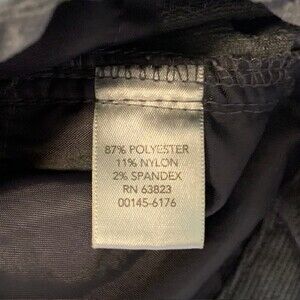 87% POLYESTER
11% NYLON
2% SPANDEX
RN 63823
00145-6176